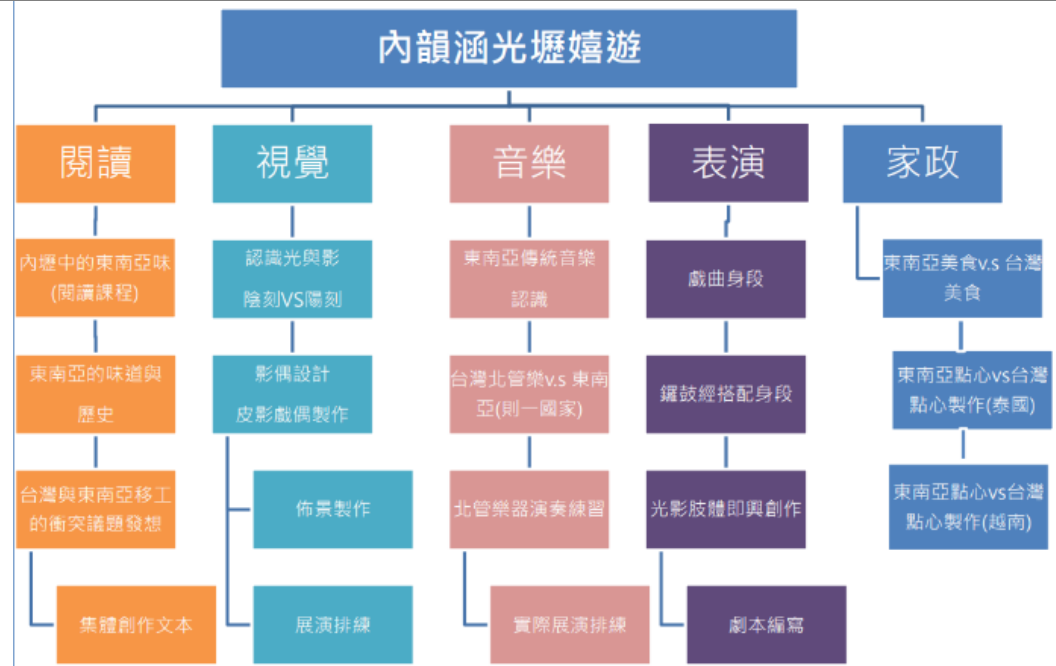 內韻涵光壢嬉遊
閱讀
內壢中的東南亞味
(閱讀課程)
東南亞的味道與
歷史
台灣與東南亞移工
的衝突議題發想
集體創作文本
視覺
認識光與影
陰刻VS陽刻
影偶設計
皮影戲偶製作
佈景製作
展演排練
音樂
東南亞傳統音樂
認識
台灣北管樂v.s 東南
亞(則一國家)
北管樂器演奏練習
實際展演排練
表演
戲曲身段
鑼鼓經搭配身段
光影肢體即興創作
劇本編寫
家政
東南亞美食v.s 台灣
美食
東南亞點心vs台灣
點心製作(泰國)
東南亞點心vs台灣
點心製作(越南)